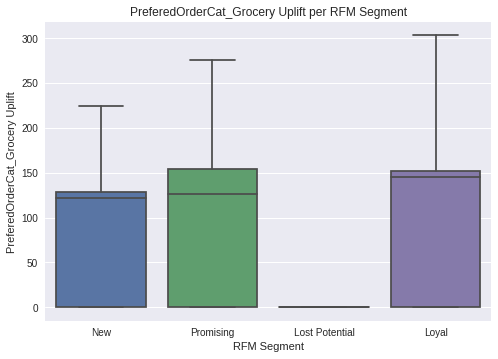 PreferedOrderCat_Grocery Uplift per RFM Segment
PreferedOrderCat_Grocery Uplift
300
250
200
150
100
50
0
New Promising Lost Potential Loyal
RFM Segment